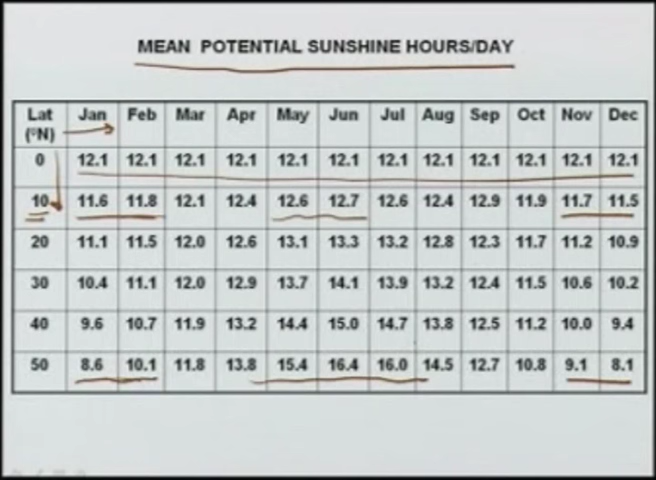 MEAN POTENTIAL SUNSHINE HOURS/DAY
Lat (ºN) Jan Feb Mar Apr May Jun Jul Aug Sep Oct Nov Dec
0 12.1 12.1 12.1 12.1 12.1 12.1 12.1 12.1 12.1 12.1 12.1 12.1
10 11.6 11.8 12.1 12.4 12.6 12.7 12.6 12.4 12.9 11.9 11.7 11.5
20 11.1 11.5 12.0 12.6 13.1 13.3 13.2 12.8 12.3 11.7 11.2 10.9
30 10.4 11.1 12.0 12.9 13.7 14.1 13.9 13.2 12.4 11.5 10.6 10.2
40 9.6 10.7 11.9 13.2 14.4 15.0 14.7 13.8 12.5 11.2 10.0 9.4
50 8.6 10.1 11.8 13.8 15.4 16.4 16.0 14.5 12.7 10.8 9.1 8.1